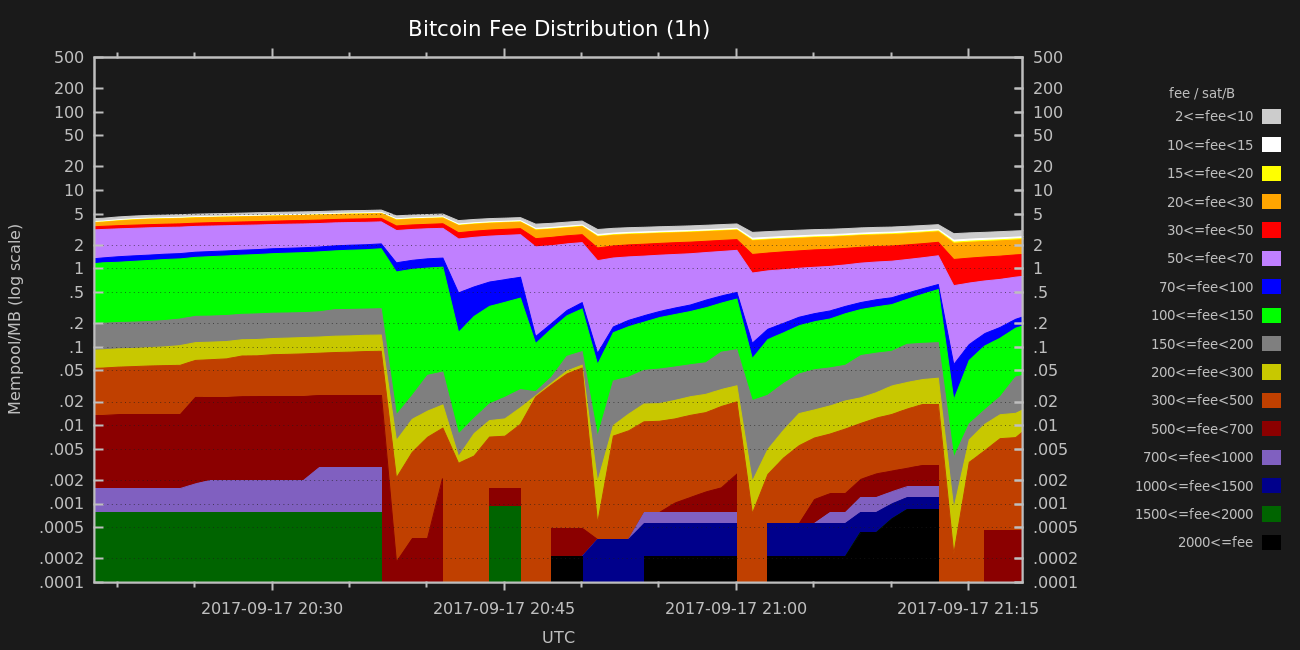 Bitcoin Fee Distribution (1h)
500
200
100
50
20
10
5
2
1
.5
.2
.1
.05
.02
.01
.005
.002
.001
.0005
.0002
.0001
Mempool/MB (log scale)
500
200
100
50
20
10
5
2
1
.5
.2
.1
.05
.02
.01
.005
.002
.001
.0005
.0002
.0001
2017-09-17 20:30 2017-09-17 20:45 2017-09-17 21:00 2017-09-17 21:15
UTC
fee / sat/B
2<=fee<10
10<=fee<15
15<=fee<20
20<=fee<30
30<=fee<50
50<=fee<70
70<=fee<100
100<=fee<150
150<=fee<200
200<=fee<300
300<=fee<500
500<=fee<700
700<=fee<1000
1000<=fee<1500
1500<=fee<2000
2000<=fee